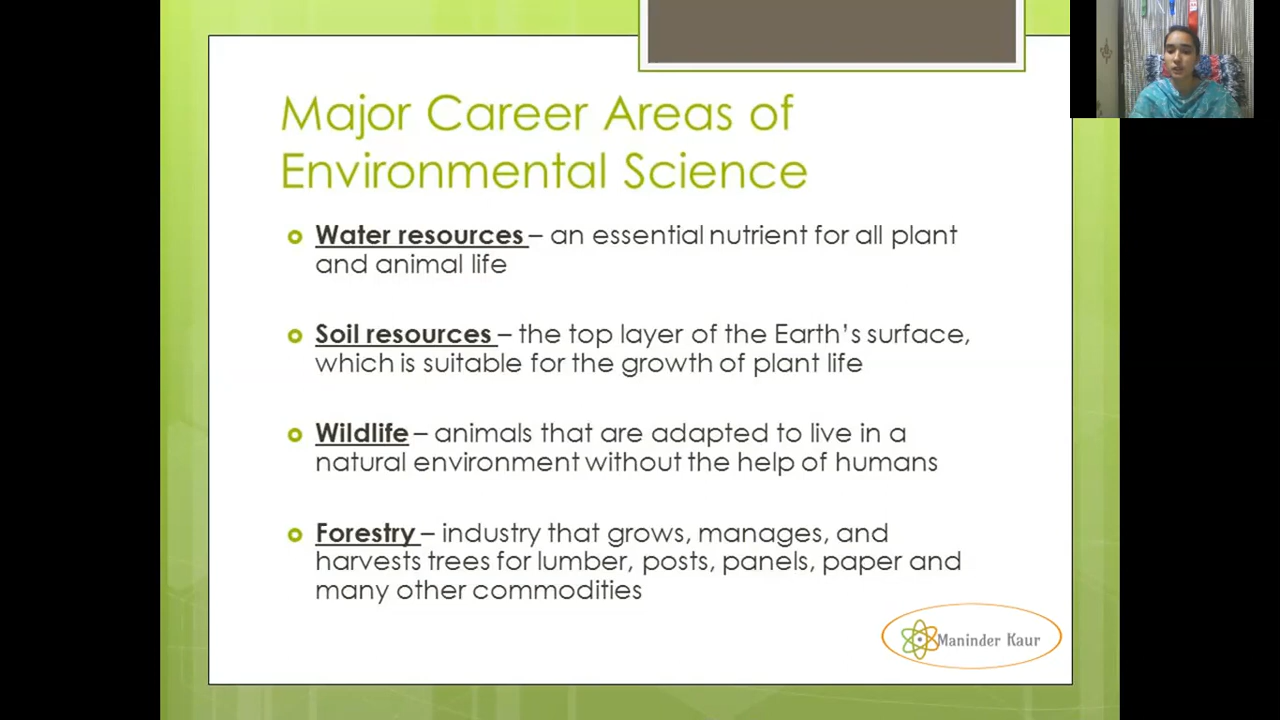 Major Career Areas of
Environmental Science
Water resources – an essential nutrient for all plant
and animal life
Soil resources – the top layer of the Earth's surface,
which is suitable for the growth of plant life
Wildlife – animals that are adapted to live in a
natural environment without the help of humans
Forestry – industry that grows, manages, and
harvests trees for lumber, posts, panels, paper and
many other commodities
Maninder Kaur